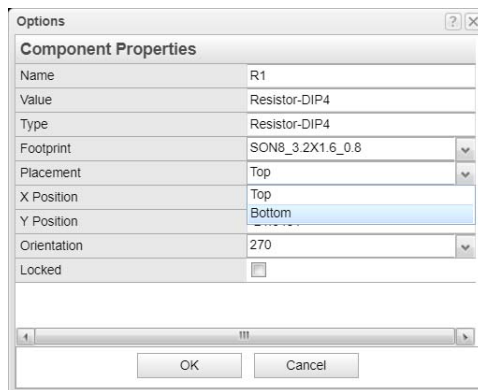 Options
Component Properties
Name R1
Value Resistor-DIP4
Type Resistor-DIP4
Footprint SON8_3.2X1.6_0.8
Placement Top
X Position Top
Y Position Bottom
Orientation 270
Locked
OK Cancel